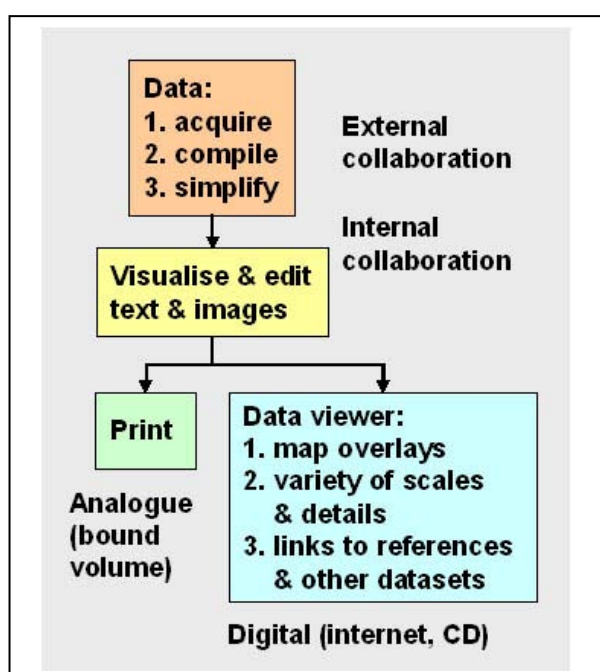 Data:
1. acquire
2. compile
3. simplify
External
collaboration
Internal
collaboration
Visualise & edit
text & images
Print
Analogue
(bound
volume)
Data viewer:
1. map overlays
2. variety of scales
& details
3. links to references
& other datasets
Digital (internet, CD)